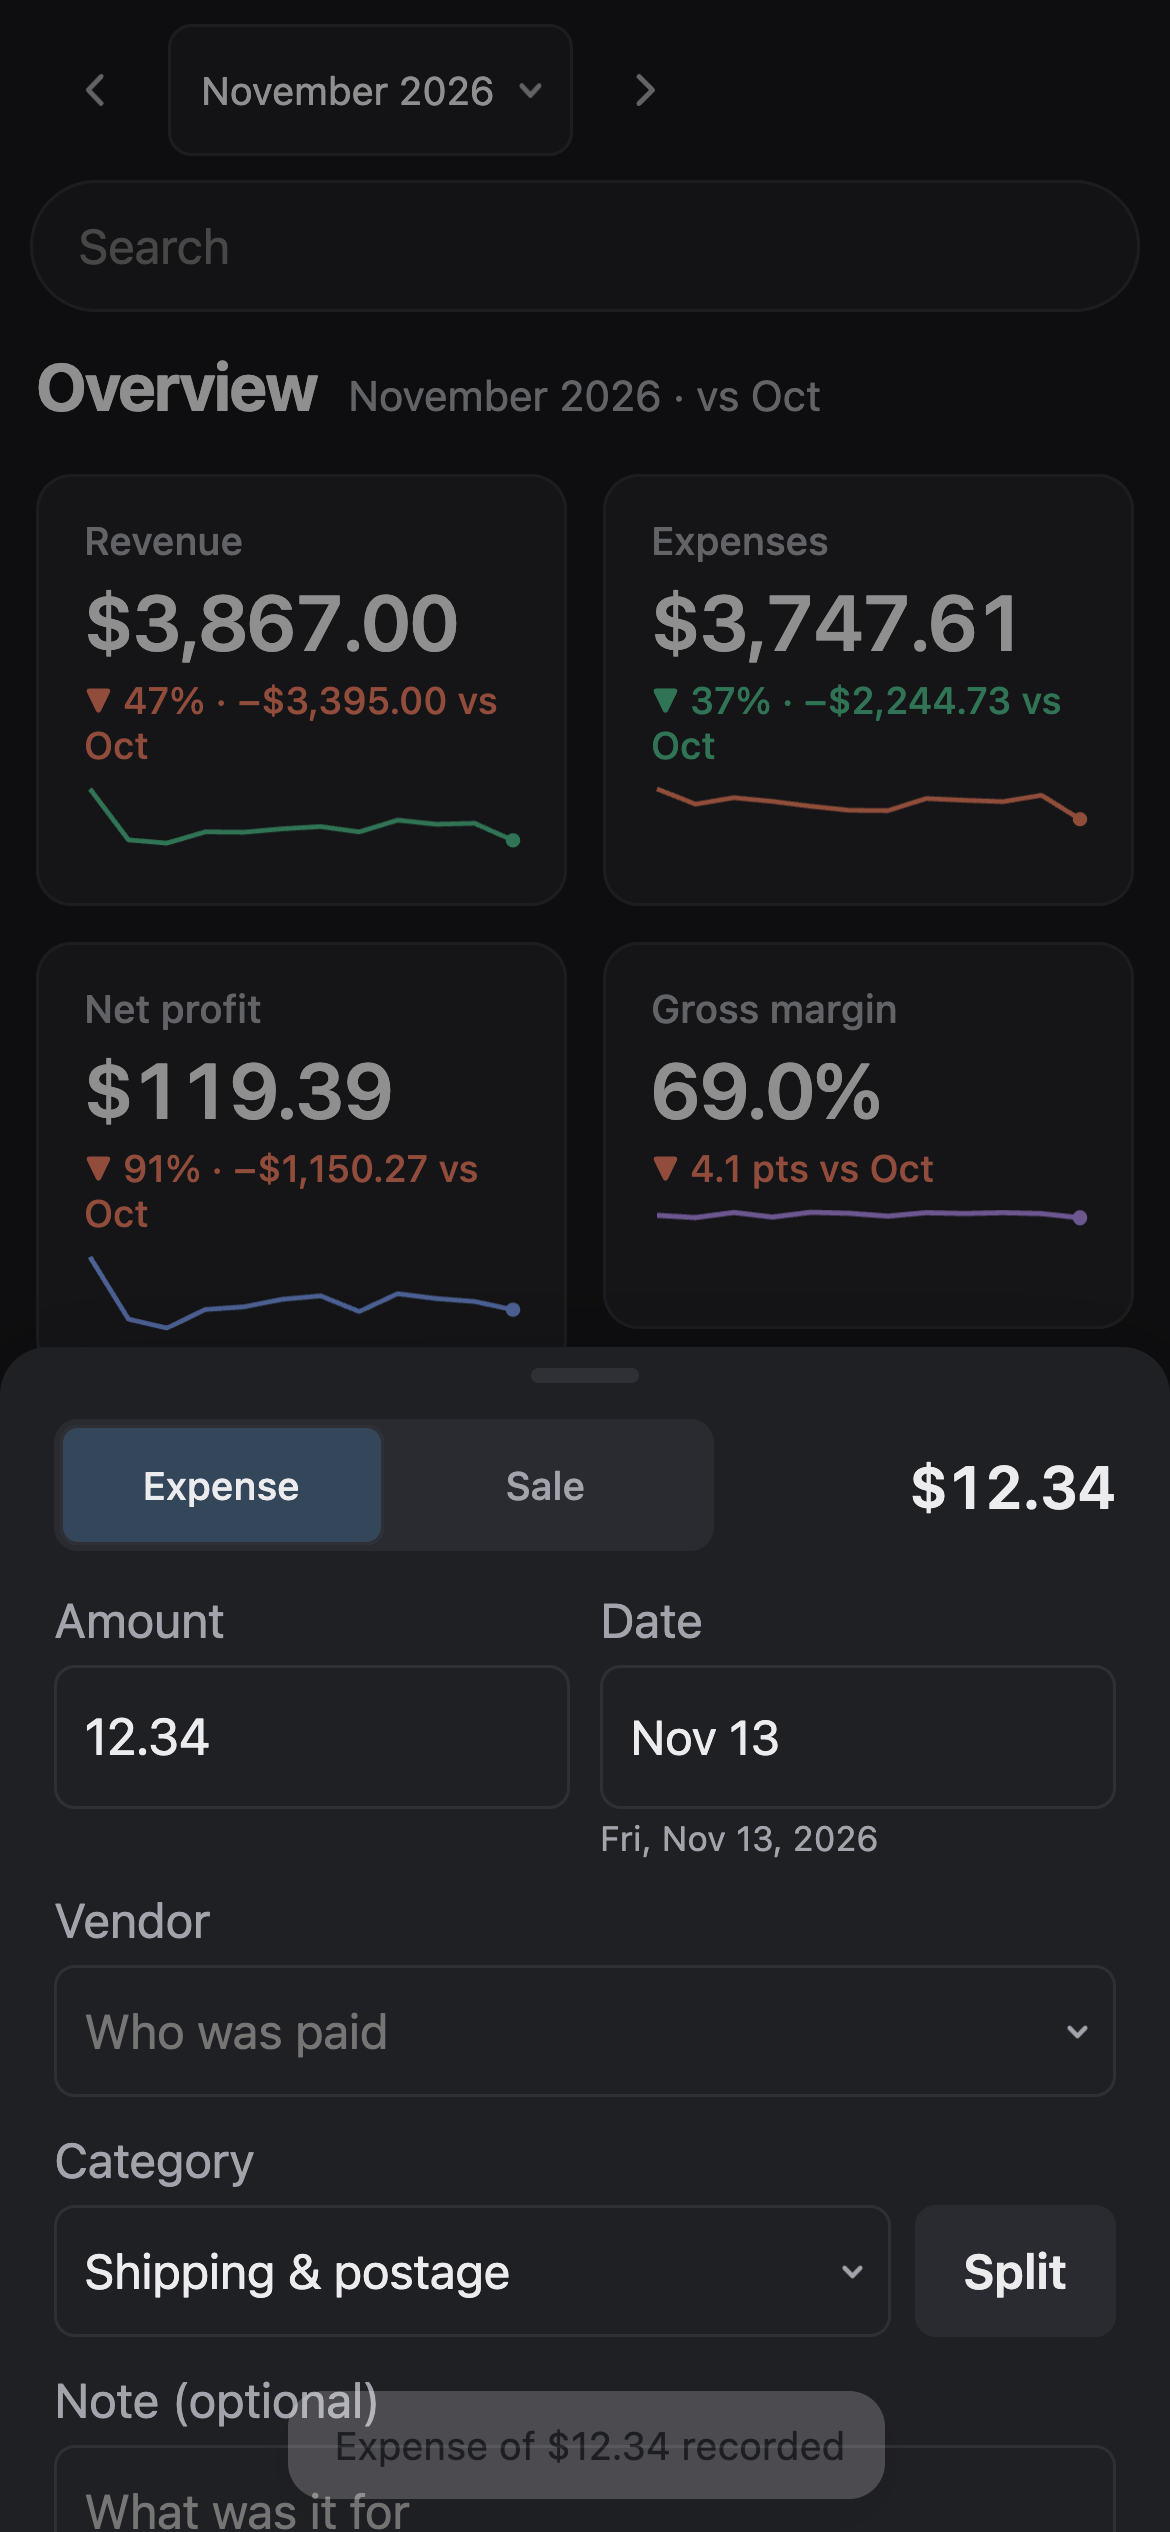 November 2026
Search
Overview November 2026 · vs Oct
Revenue
$3,867.00
▼ 47% · −$3,395.00 vs
Oct
Expenses
$3,747.61
▼ 37% · −$2,244.73 vs
Oct
Net profit
$119.39
▼ 91% · −$1,150.27 vs
Oct
Gross margin
69.0%
▼ 4.1 pts vs Oct
Expense
Sale
$12.34
Amount
12.34
Date
Nov 13
Fri, Nov 13, 2026
Vendor
Who was paid
Category
Shipping & postage
Split
Note (optional)
Expense of $12.34 recorded
What was it for